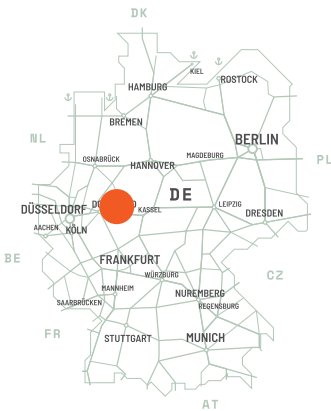 DK
KIEL
ROSTOCK
HAMBURG
BREMEN
NL
BERLIN
OSNABRÜCK
HANNOVER
MAGDEBURG
PL
DE
DÜSSELDORF
KASSEL
LEIPZIG
DRESDEN
AACHEN
KÖLN
BE
FRANKFURT
WÜRZBURG
CZ
MANNHEIM
NUREMBERG
SAARBRÜCKEN
REGENSBURG
FR
STUTTGART
MUNICH
AT